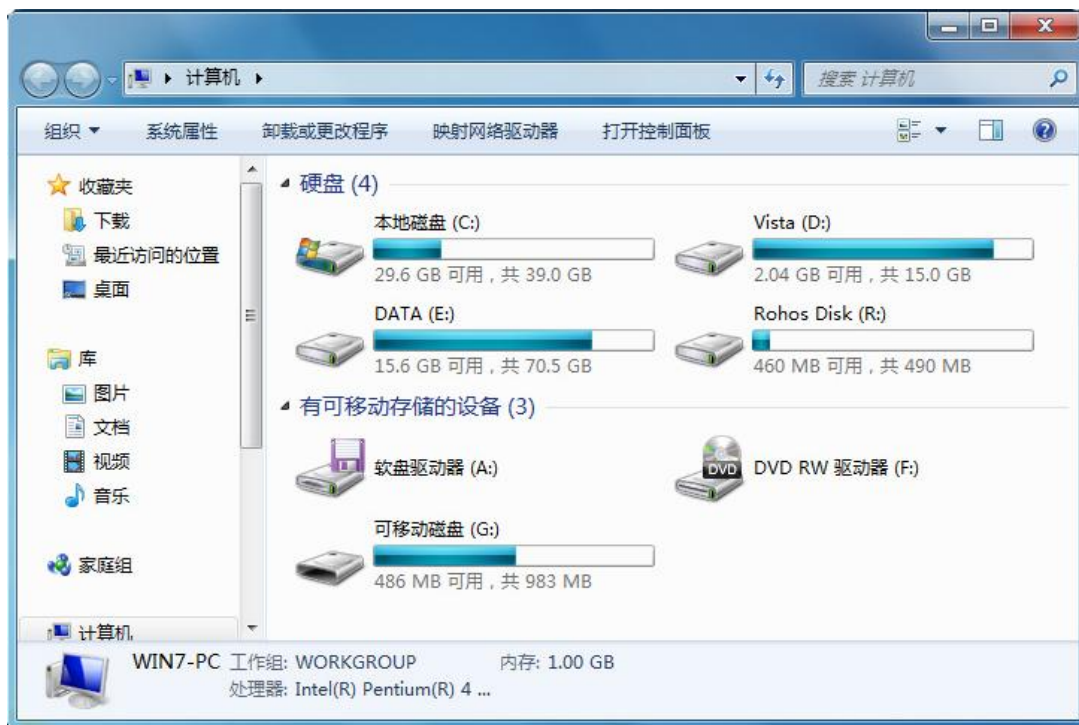 计算机
搜索 计算机
组织 系统属性 卸载或更改程序 映射网络驱动器 打开控制面板
收藏夹
下载
最近访问的位置
桌面
库
图片
文档
视频
音乐
家庭组
计算机
硬盘 (4)
本地磁盘 (C:)
29.6 GB 可用，共 39.0 GB
Vista (D:)
2.04 GB 可用，共 15.0 GB
DATA (E:)
15.6 GB 可用，共 70.5 GB
Rohos Disk (R:)
460 MB 可用，共 490 MB
有可移动存储的设备 (3)
软盘驱动器 (A:)
DVD
DVD RW 驱动器 (F:)
可移动磁盘 (G:)
486 MB 可用，共 983 MB
WIN7-PC 工作组: WORKGROUP 内存: 1.00 GB
处理器: Intel(R) Pentium(R) 4 ...